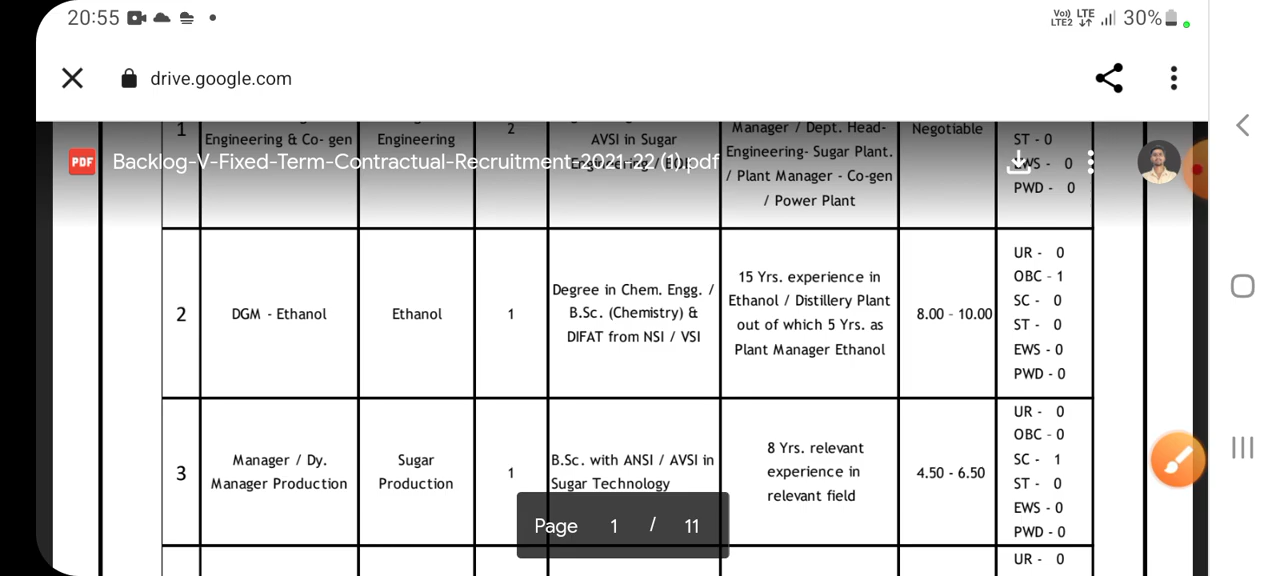 20:55
Vo)) LTE LTE2 30%
drive.google.com
PDF Backlog-V-Fixed-Term-Contractual-Recruitment-2021-22 (1).pdf
1
Engineering & Co- gen
Engineering
2
AVSI in Sugar
Manager / Dept. Head-
Engineering- Sugar Plant.
/ Plant Manager - Co-gen
/ Power Plant
Negotiable
ST - 0
EWS - 0
PWD - 0
2
DGM - Ethanol
Ethanol
1
Degree in Chem. Engg. /
B.Sc. (Chemistry) &
DIFAT from NSI / VSI
15 Yrs. experience in
Ethanol / Distillery Plant
out of which 5 Yrs. as
Plant Manager Ethanol
8.00 - 10.00
UR - 0
OBC - 1
SC - 0
ST - 0
EWS - 0
PWD - 0
3
Manager / Dy.
Manager Production
Sugar
Production
1
B.Sc. with ANSI / AVSI in
Sugar Technology
8 Yrs. relevant
experience in
relevant field
4.50 - 6.50
UR - 0
OBC - 0
SC - 1
ST - 0
EWS - 0
PWD - 0
UR - 0
Page 1 / 11